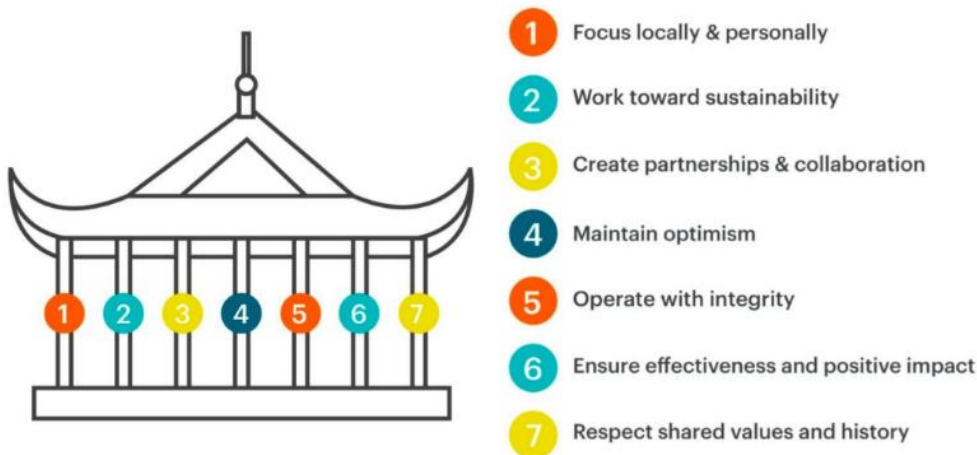 1 Focus locally & personally
2 Work toward sustainability
3 Create partnerships & collaboration
4 Maintain optimism
5 Operate with integrity
6 Ensure effectiveness and positive impact
7 Respect shared values and history
1 2 3 4 5 6 7